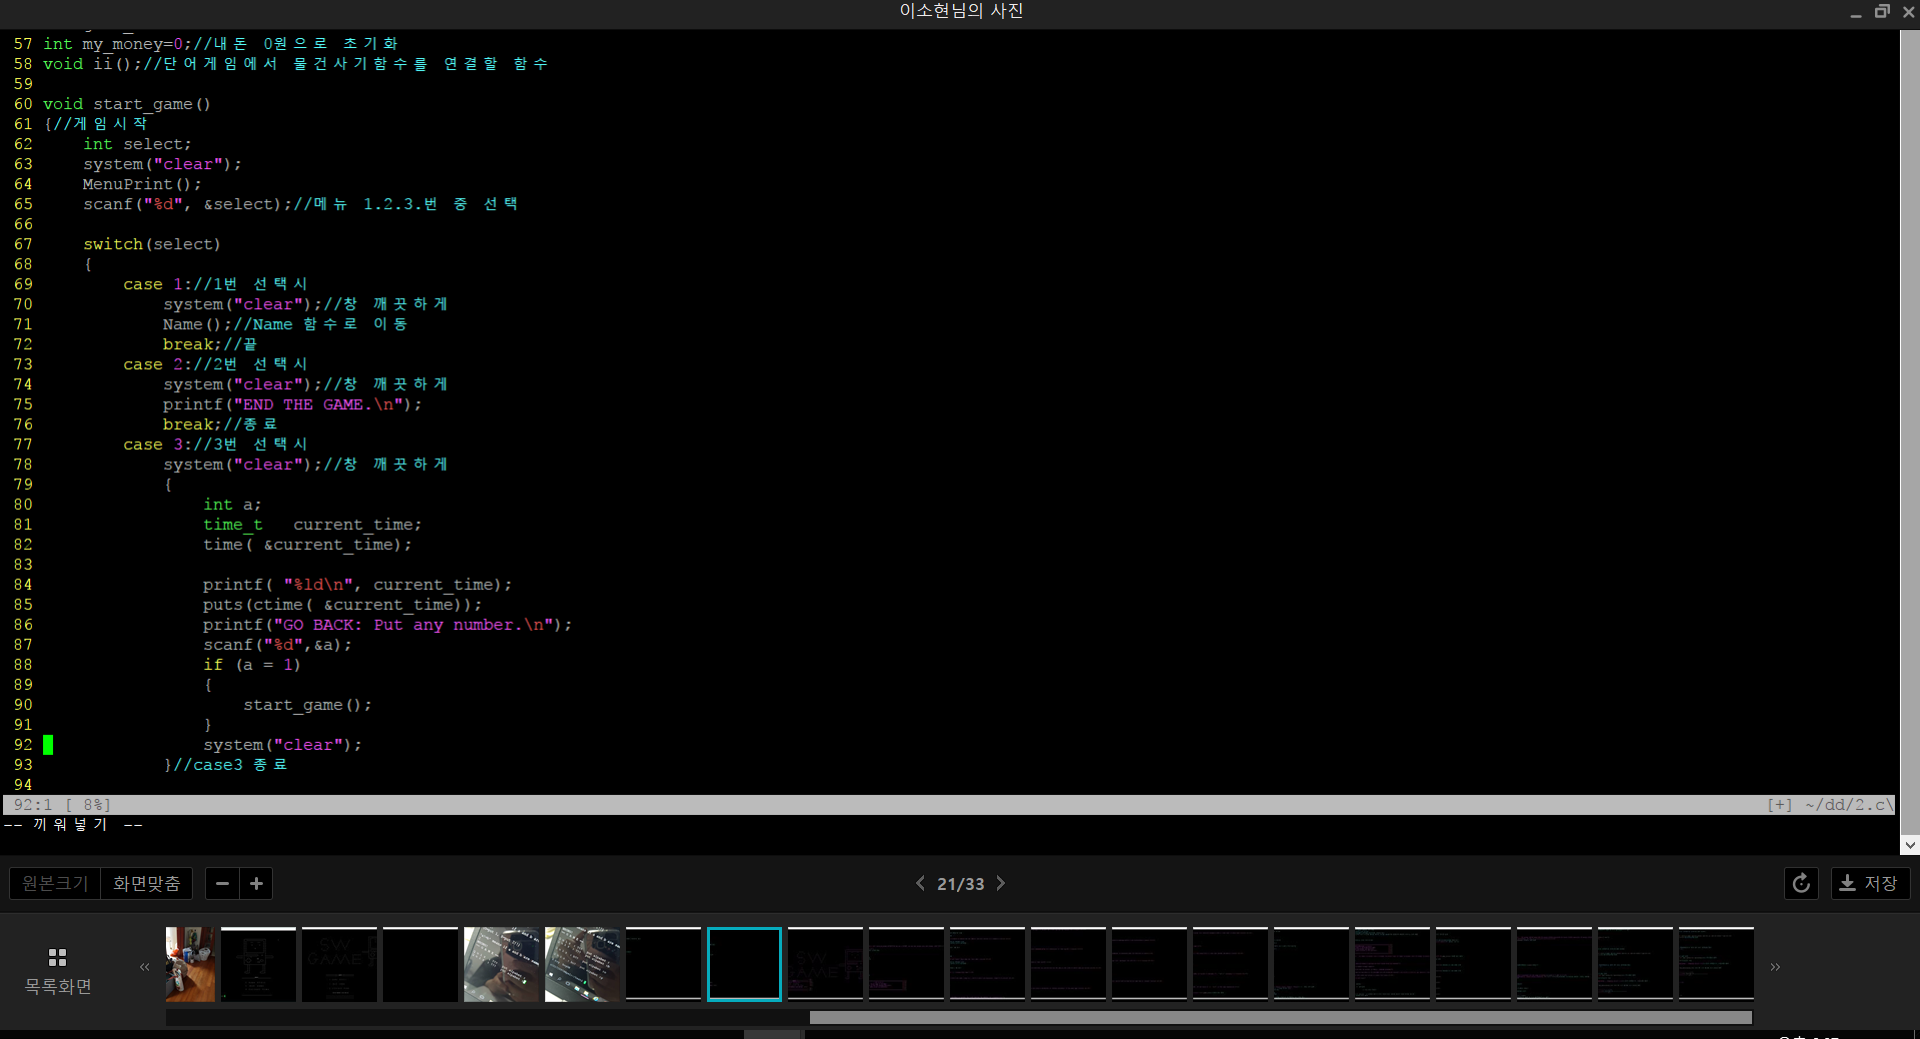 이소현님의 사진
57 int my_money=0;//내돈 0원으로 초기화
58 void ii();//단어게임에서 물건사기함수를 연결할 함수
59
60 void start_game()
61 {//게임시작
62     int select;
63     system("clear");
64     MenuPrint();
65     scanf("%d", &select);//메뉴 1.2.3.번 중 선택
66
67     switch(select)
68     {
69         case 1://1번 선택시
70             system("clear");//창 깨끗하게
71             Name();//Name함수로 이동
72             break;//끝
73         case 2://2번 선택시
74             system("clear");//창 깨끗하게
75             printf("END THE GAME.\n");
76             break;//종료
77         case 3://3번 선택시
78             system("clear");//창 깨끗하게
79             {
80                 int a;
81                 time_t   current_time;
82                 time( &current_time);
83
84                 printf( "%ld\n", current_time);
85                 puts(ctime( &current_time));
86                 printf("GO BACK: Put any number.\n");
87                 scanf("%d",&a);
88                 if (a = 1)
89                 {
90                     start_game();
91                 }
92                 system("clear");
93             }//case3 종료
94
92:1 [ 8%] [+] ~/dd/2.c\
-- 끼워넣기 --
원본크기 화면맞춤 21/33 저장
목록화면